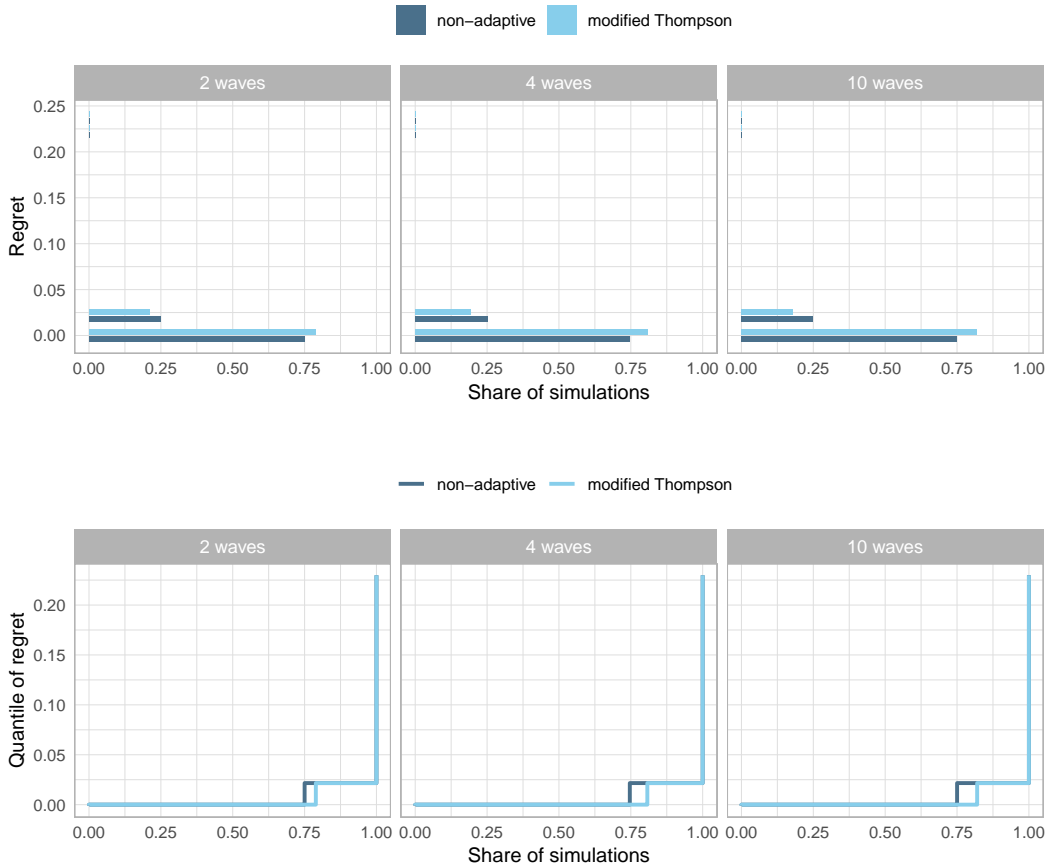 non−adaptive modified Thompson
2 waves 4 waves 10 waves
0.25
0.20
0.15
0.10
0.05
0.00
Regret
0.00 0.25 0.50 0.75 1.00 0.00 0.25 0.50 0.75 1.00 0.00 0.25 0.50 0.75 1.00
Share of simulations
non−adaptive modified Thompson
2 waves 4 waves 10 waves
0.20
0.15
0.10
0.05
0.00
Quantile of regret
0.00 0.25 0.50 0.75 1.00 0.00 0.25 0.50 0.75 1.00 0.00 0.25 0.50 0.75 1.00
Share of simulations